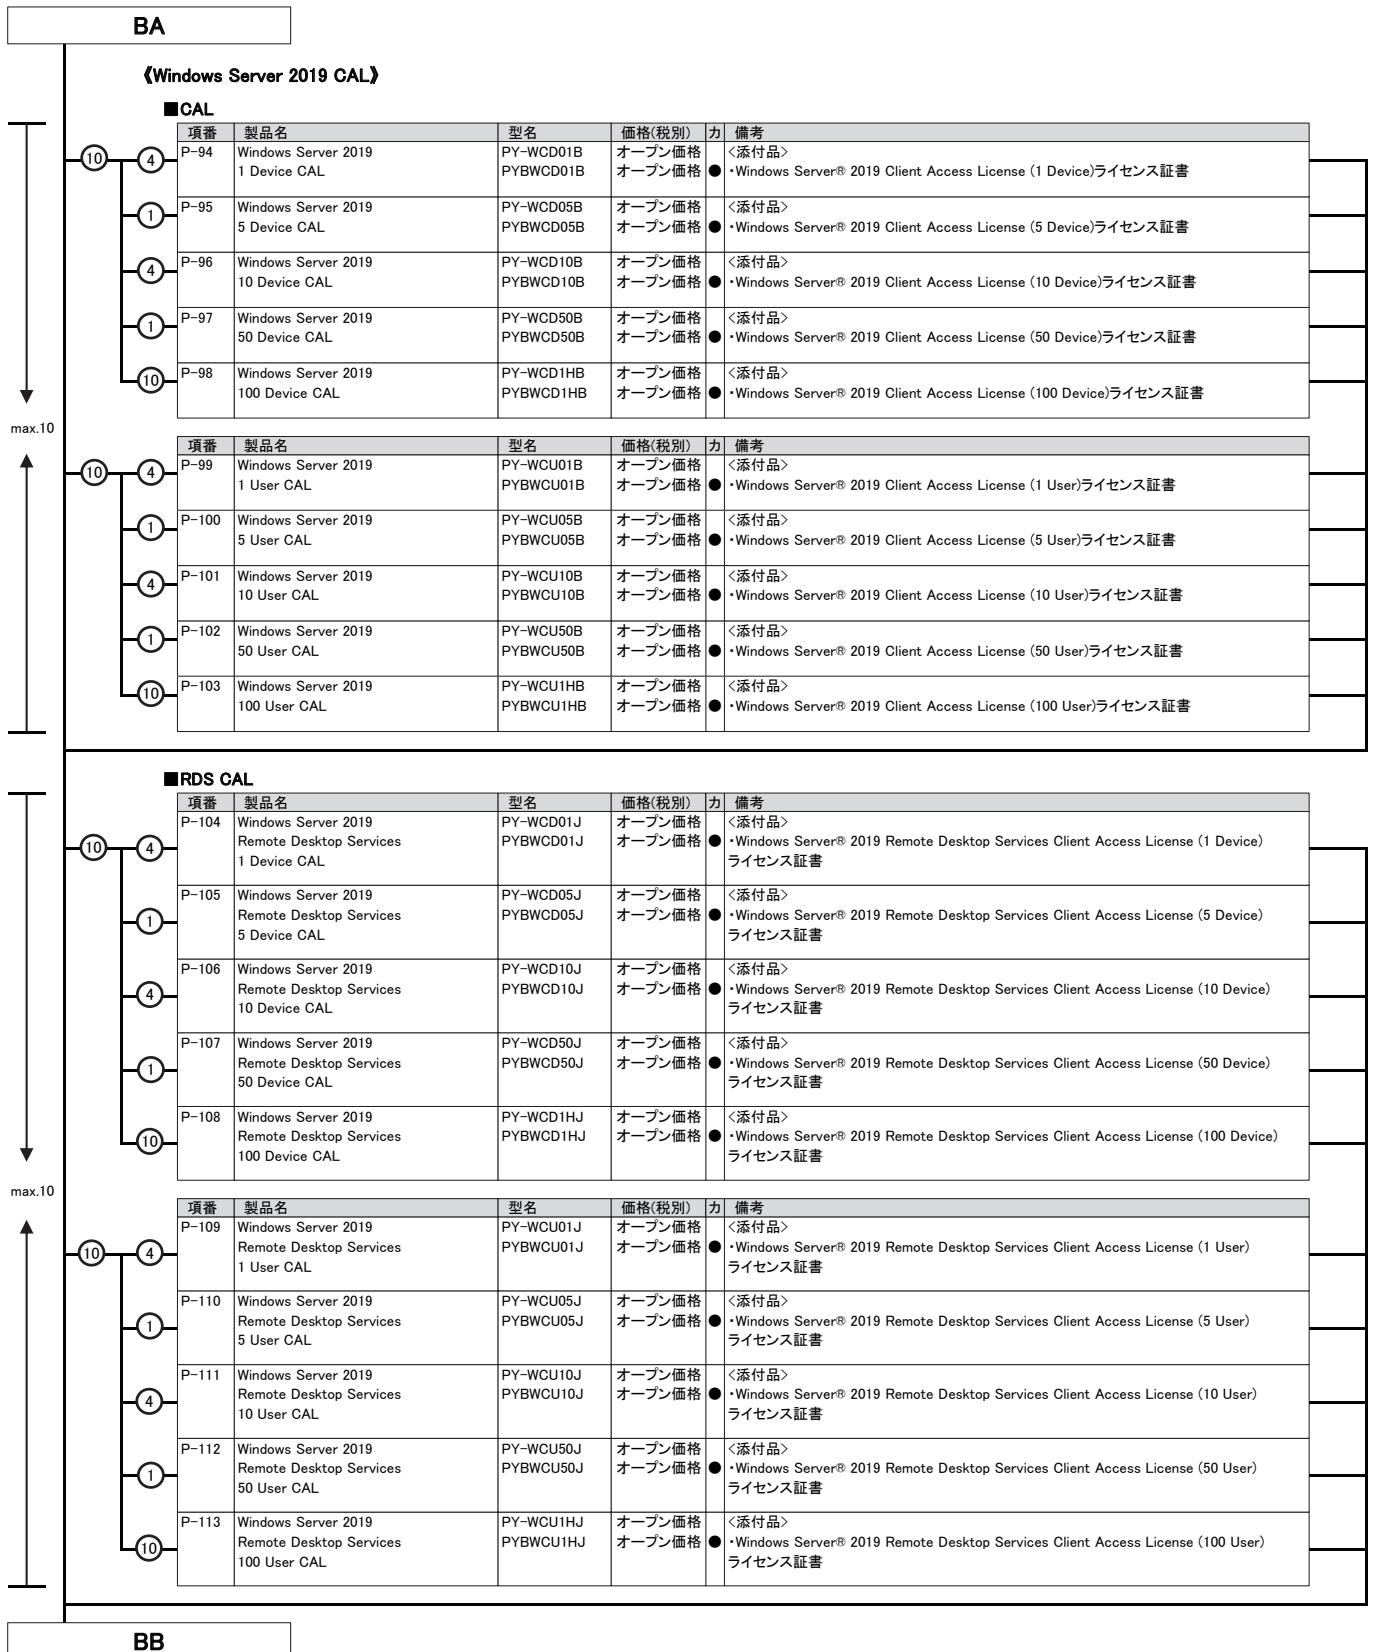 BA
《Windows Server 2019 CAL》
■CAL
項番 製品名 型名 価格(税別) カ 備考
10 4 P-94 Windows Server 2019 PY-WCD01B オープン価格 <添付品>
1 Device CAL PYBWCD01B オープン価格 ● ・Windows Server® 2019 Client Access License (1 Device)ライセンス証書
1 P-95 Windows Server 2019 PY-WCD05B オープン価格 <添付品>
5 Device CAL PYBWCD05B オープン価格 ● ・Windows Server® 2019 Client Access License (5 Device)ライセンス証書
4 P-96 Windows Server 2019 PY-WCD10B オープン価格 <添付品>
10 Device CAL PYBWCD10B オープン価格 ● ・Windows Server® 2019 Client Access License (10 Device)ライセンス証書
1 P-97 Windows Server 2019 PY-WCD50B オープン価格 <添付品>
50 Device CAL PYBWCD50B オープン価格 ● ・Windows Server® 2019 Client Access License (50 Device)ライセンス証書
10 P-98 Windows Server 2019 PY-WCD1HB オープン価格 <添付品>
100 Device CAL PYBWCD1HB オープン価格 ● ・Windows Server® 2019 Client Access License (100 Device)ライセンス証書
max.10
項番 製品名 型名 価格(税別) カ 備考
10 4 P-99 Windows Server 2019 PY-WCU01B オープン価格 <添付品>
1 User CAL PYBWCU01B オープン価格 ● ・Windows Server® 2019 Client Access License (1 User)ライセンス証書
1 P-100 Windows Server 2019 PY-WCU05B オープン価格 <添付品>
5 User CAL PYBWCU05B オープン価格 ● ・Windows Server® 2019 Client Access License (5 User)ライセンス証書
4 P-101 Windows Server 2019 PY-WCU10B オープン価格 <添付品>
10 User CAL PYBWCU10B オープン価格 ● ・Windows Server® 2019 Client Access License (10 User)ライセンス証書
1 P-102 Windows Server 2019 PY-WCU50B オープン価格 <添付品>
50 User CAL PYBWCU50B オープン価格 ● ・Windows Server® 2019 Client Access License (50 User)ライセンス証書
10 P-103 Windows Server 2019 PY-WCU1HB オープン価格 <添付品>
100 User CAL PYBWCU1HB オープン価格 ● ・Windows Server® 2019 Client Access License (100 User)ライセンス証書
■RDS CAL
項番 製品名 型名 価格(税別) カ 備考
P-104 Windows Server 2019 PY-WCD01J オープン価格 <添付品>
10 4 Remote Desktop Services PYBWCD01J オープン価格 ● ・Windows Server® 2019 Remote Desktop Services Client Access License (1 Device)
1 Device CAL ライセンス証書
P-105 Windows Server 2019 PY-WCD05J オープン価格 <添付品>
1 Remote Desktop Services PYBWCD05J オープン価格 ● ・Windows Server® 2019 Remote Desktop Services Client Access License (5 Device)
5 Device CAL ライセンス証書
P-106 Windows Server 2019 PY-WCD10J オープン価格 <添付品>
4 Remote Desktop Services PYBWCD10J オープン価格 ● ・Windows Server® 2019 Remote Desktop Services Client Access License (10 Device)
10 Device CAL ライセンス証書
P-107 Windows Server 2019 PY-WCD50J オープン価格 <添付品>
1 Remote Desktop Services PYBWCD50J オープン価格 ● ・Windows Server® 2019 Remote Desktop Services Client Access License (50 Device)
50 Device CAL ライセンス証書
P-108 Windows Server 2019 PY-WCD1HJ オープン価格 <添付品>
10 Remote Desktop Services PYBWCD1HJ オープン価格 ● ・Windows Server® 2019 Remote Desktop Services Client Access License (100 Device)
100 Device CAL ライセンス証書
max.10
項番 製品名 型名 価格(税別) カ 備考
P-109 Windows Server 2019 PY-WCU01J オープン価格 <添付品>
10 4 Remote Desktop Services PYBWCU01J オープン価格 ● ・Windows Server® 2019 Remote Desktop Services Client Access License (1 User)
1 User CAL ライセンス証書
P-110 Windows Server 2019 PY-WCU05J オープン価格 <添付品>
1 Remote Desktop Services PYBWCU05J オープン価格 ● ・Windows Server® 2019 Remote Desktop Services Client Access License (5 User)
5 User CAL ライセンス証書
P-111 Windows Server 2019 PY-WCU10J オープン価格 <添付品>
4 Remote Desktop Services PYBWCU10J オープン価格 ● ・Windows Server® 2019 Remote Desktop Services Client Access License (10 User)
10 User CAL ライセンス証書
P-112 Windows Server 2019 PY-WCU50J オープン価格 <添付品>
1 Remote Desktop Services PYBWCU50J オープン価格 ● ・Windows Server® 2019 Remote Desktop Services Client Access License (50 User)
50 User CAL ライセンス証書
P-113 Windows Server 2019 PY-WCU1HJ オープン価格 <添付品>
10 Remote Desktop Services PYBWCU1HJ オープン価格 ● ・Windows Server® 2019 Remote Desktop Services Client Access License (100 User)
100 User CAL ライセンス証書
BB